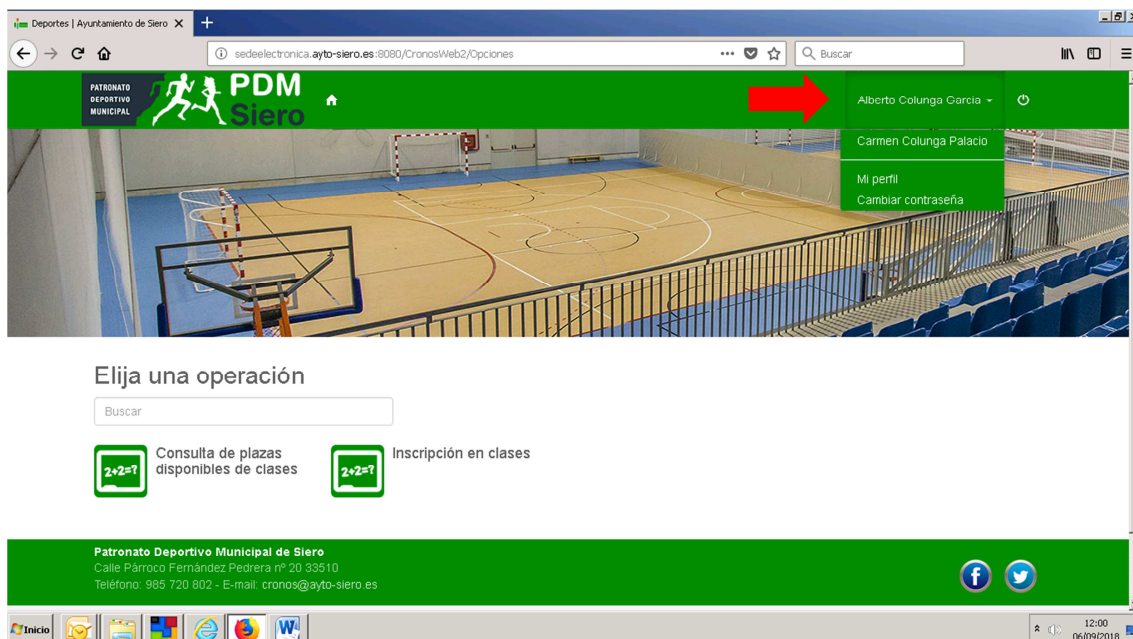 Deportes | Ayuntamiento de Siero
sedeelectronica.ayto-siero.es:8080/CronosWeb2/Opciones
Buscar
PATRONATO
DEPORTIVO
MUNICIPAL
PDM
Siero
Alberto Colunga Garcia
Carmen Colunga Palacio
Mi perfil
Cambiar contraseña
Elija una operación
Buscar
2+2=?
Consulta de plazas
disponibles de clases
2+2=?
Inscripción en clases
Patronato Deportivo Municipal de Siero
Calle Párroco Fernández Pedrera nº 20 33510
Teléfono: 985 720 802 - E-mail: cronos@ayto-siero.es
Inicio
12:00
06/09/2018